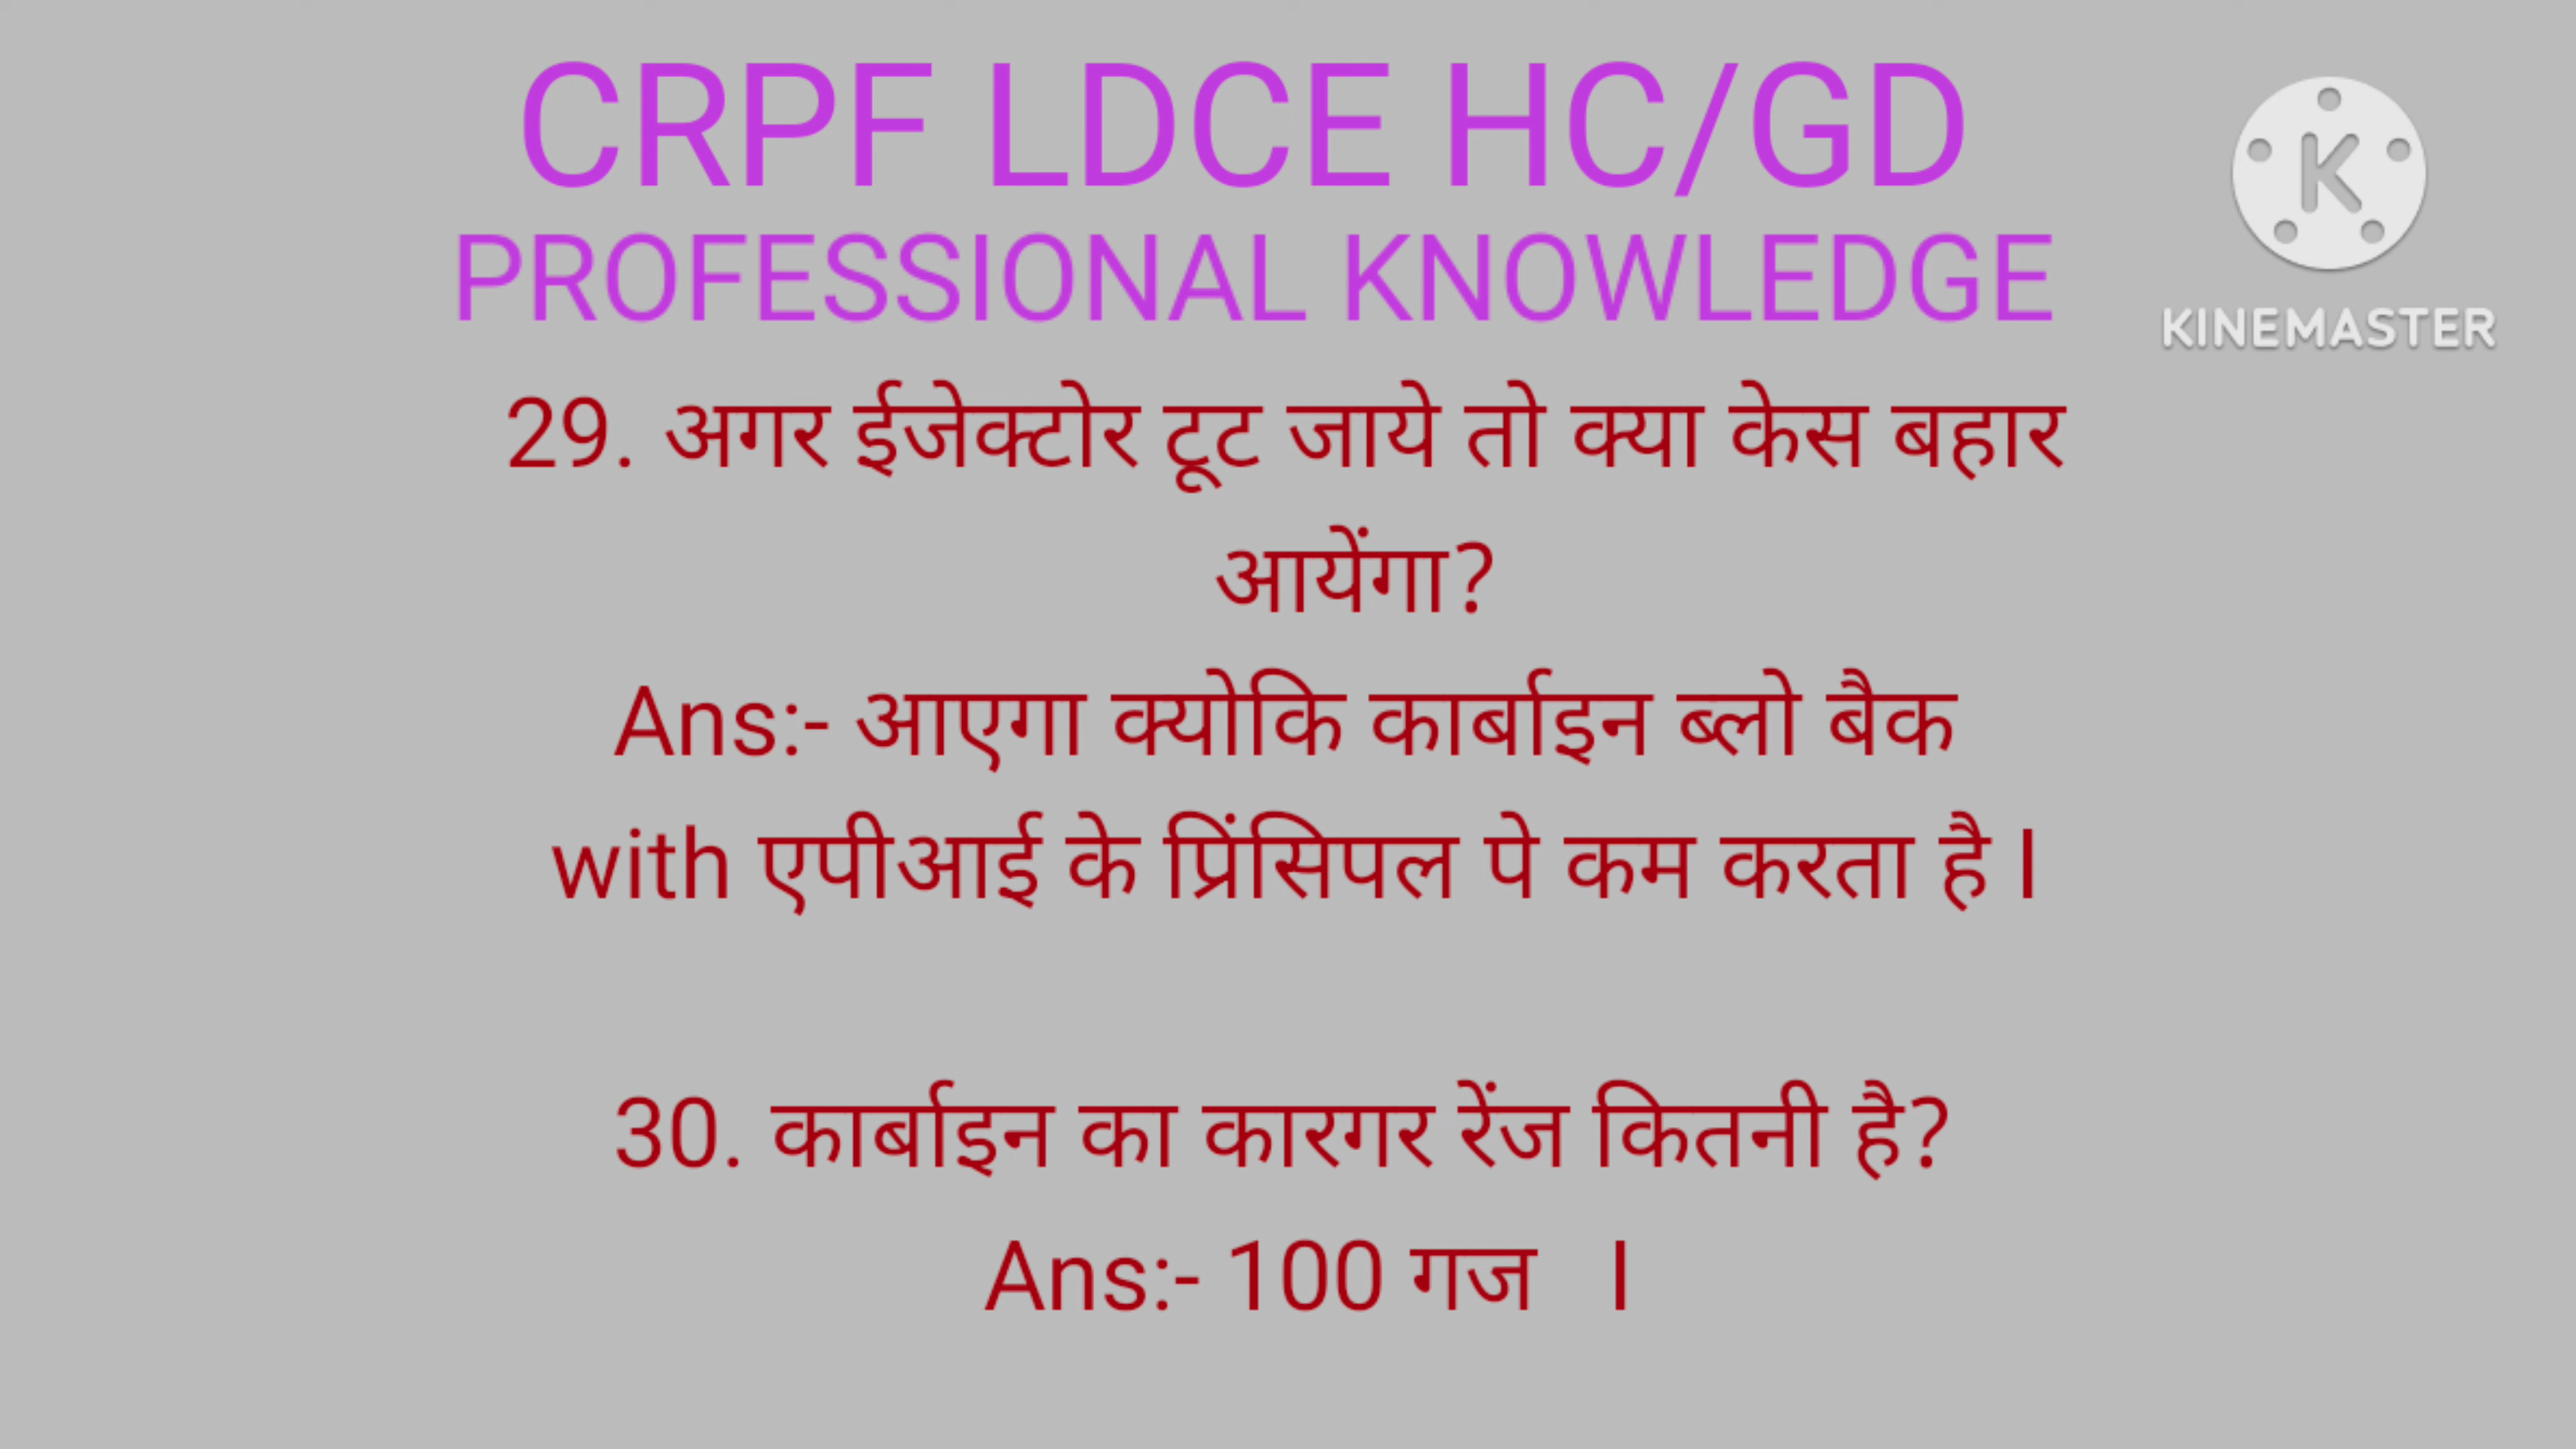 CRPF LDCE HC/GD
PROFESSIONAL KNOWLEDGE
KINEMASTER
29. अगर ईजेक्टोर टूट जाये तो क्या केस बहार
आयेंगा?
Ans:- आएगा क्योकि कार्बाइन ब्लो बैक
with एपीआई के प्रिंसिपल पे कम करता है l
30. कार्बाइन का कारगर रेंज कितनी है?
Ans:- 100 गज l